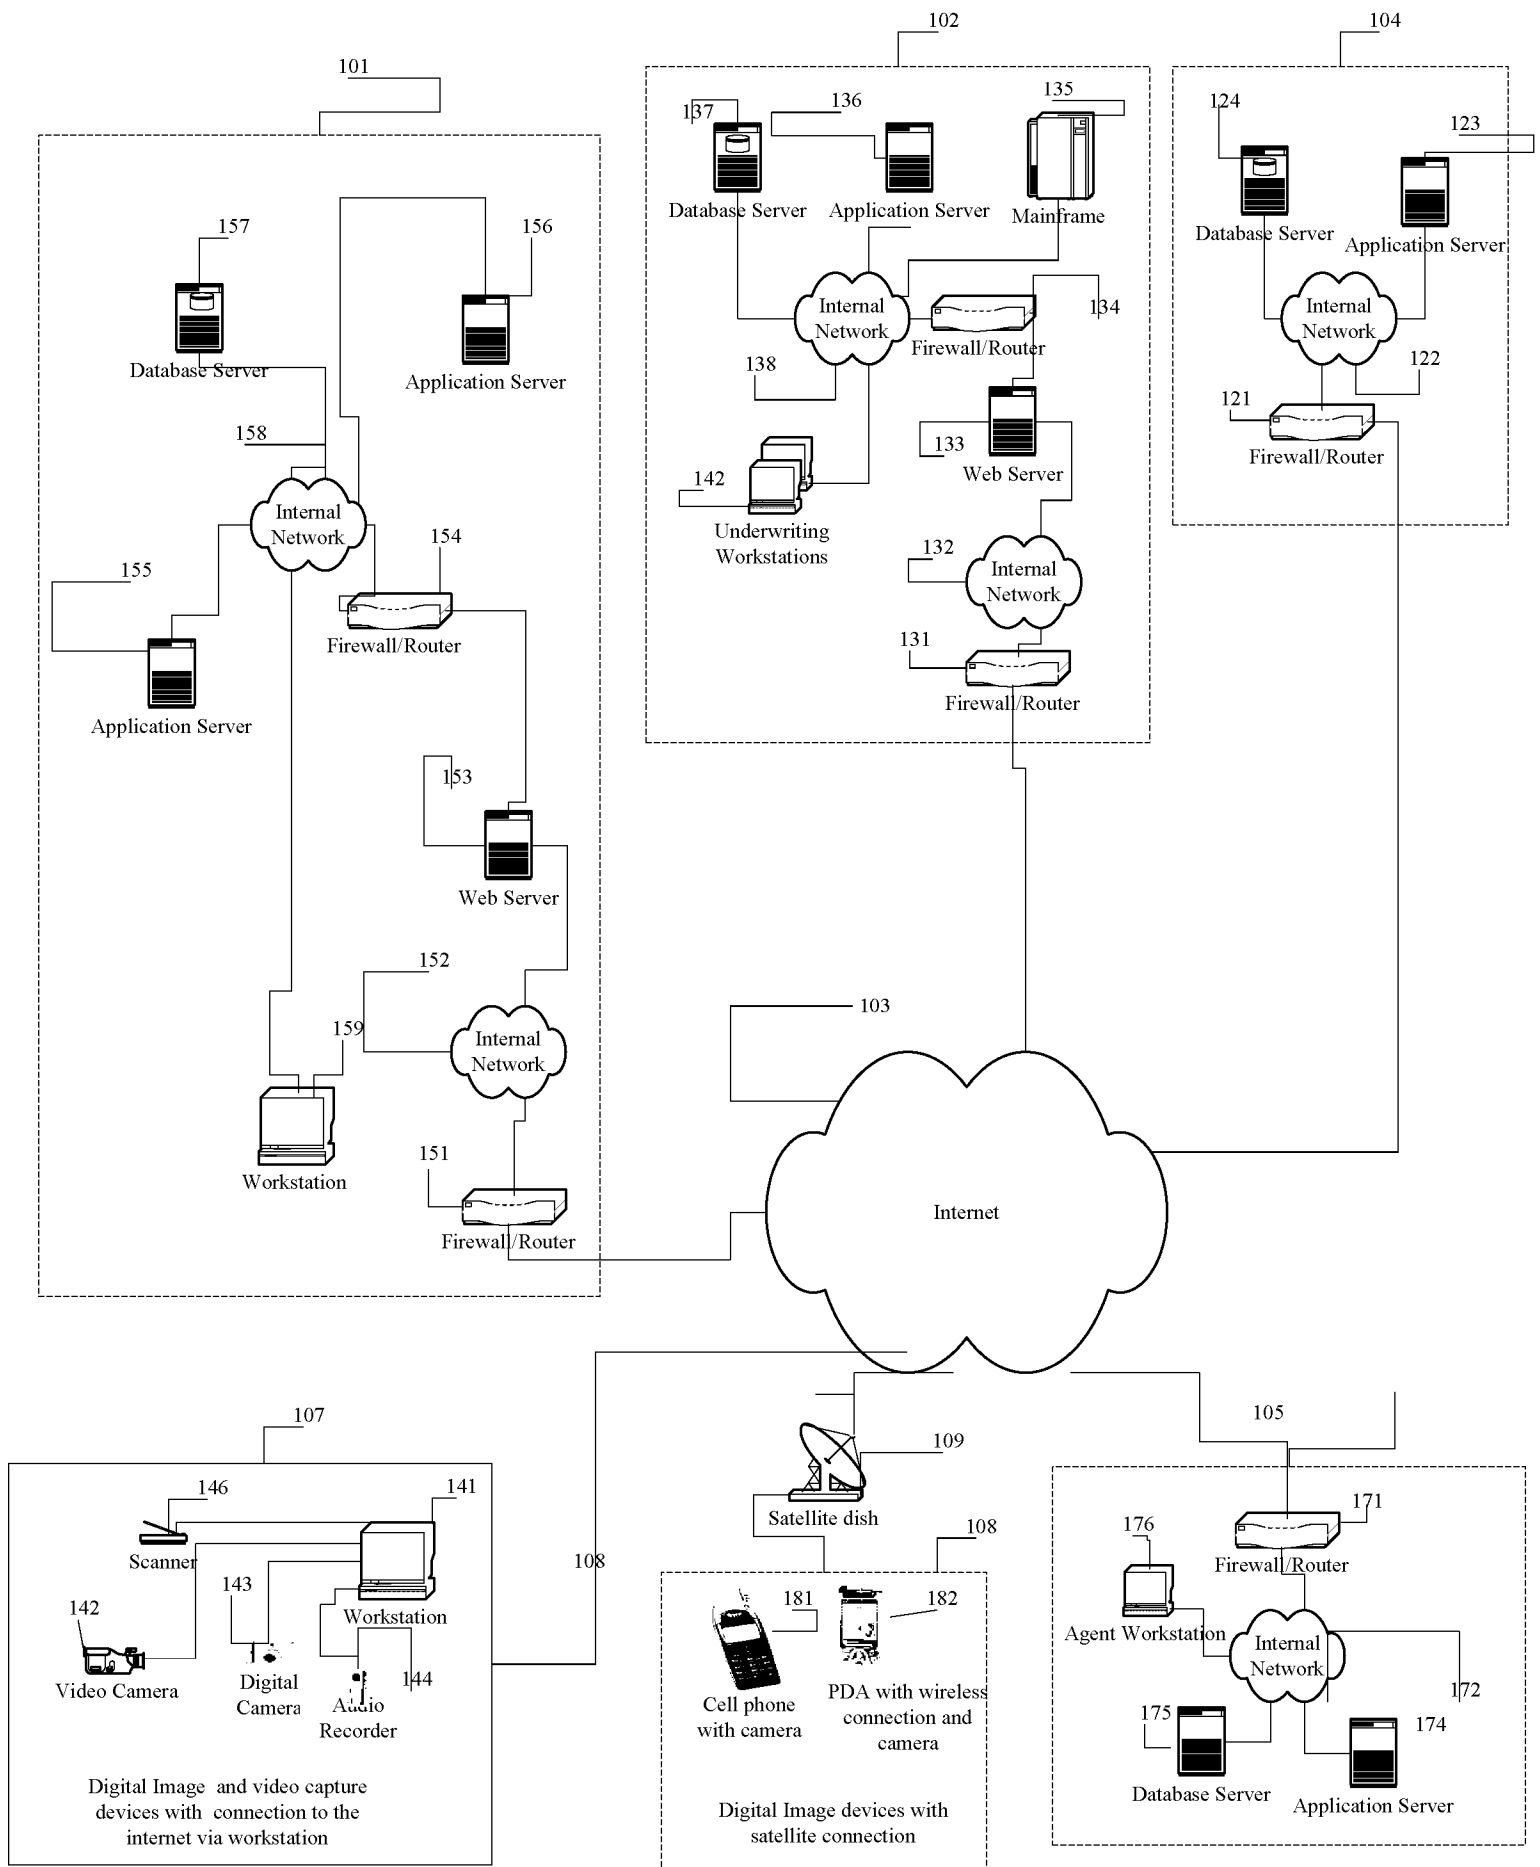 101
102
104
157
156
Database Server
Application Server
158
Internal
Network
155
154
Firewall/Router
Application Server
153
Web Server
152
159
Internal
Network
Workstation
151
Firewall/Router
137
136
135
Database Server
Application Server
Mainframe
Internal
Network
134
Firewall/Router
138
133
Web Server
142
Underwriting
Workstations
132
Internal
Network
131
Firewall/Router
124
123
Database Server
Application Server
Internal
Network
122
121
Firewall/Router
103
Internet
107
146
141
Scanner
143
Workstation
142
144
Video Camera
Digital
Camera
Audio
Recorder
Digital Image and video capture
devices with connection to the
internet via workstation
108
109
Satellite dish
108
181
182
Cell phone
with camera
PDA with wireless
connection and
camera
Digital Image devices with
satellite connection
105
171
176
Firewall/Router
Agent Workstation
Internal
Network
172
175
174
Database Server
Application Server